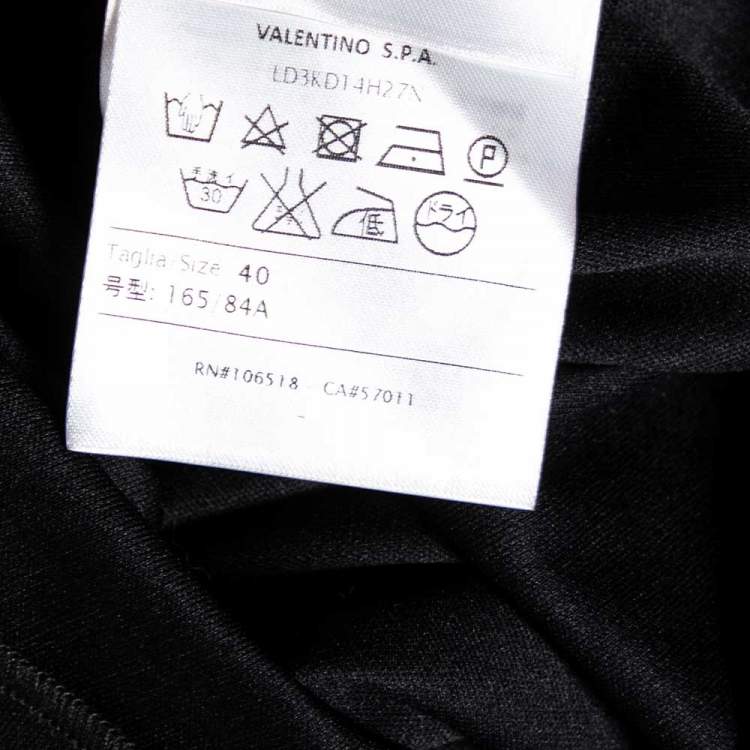 VALENTINO S.P.A.
LD3KD14H27N
P
手洗イ
30
低
ドライ
Taglia/Size 40
号型: 165/84A
RN#106518 - CA#57011